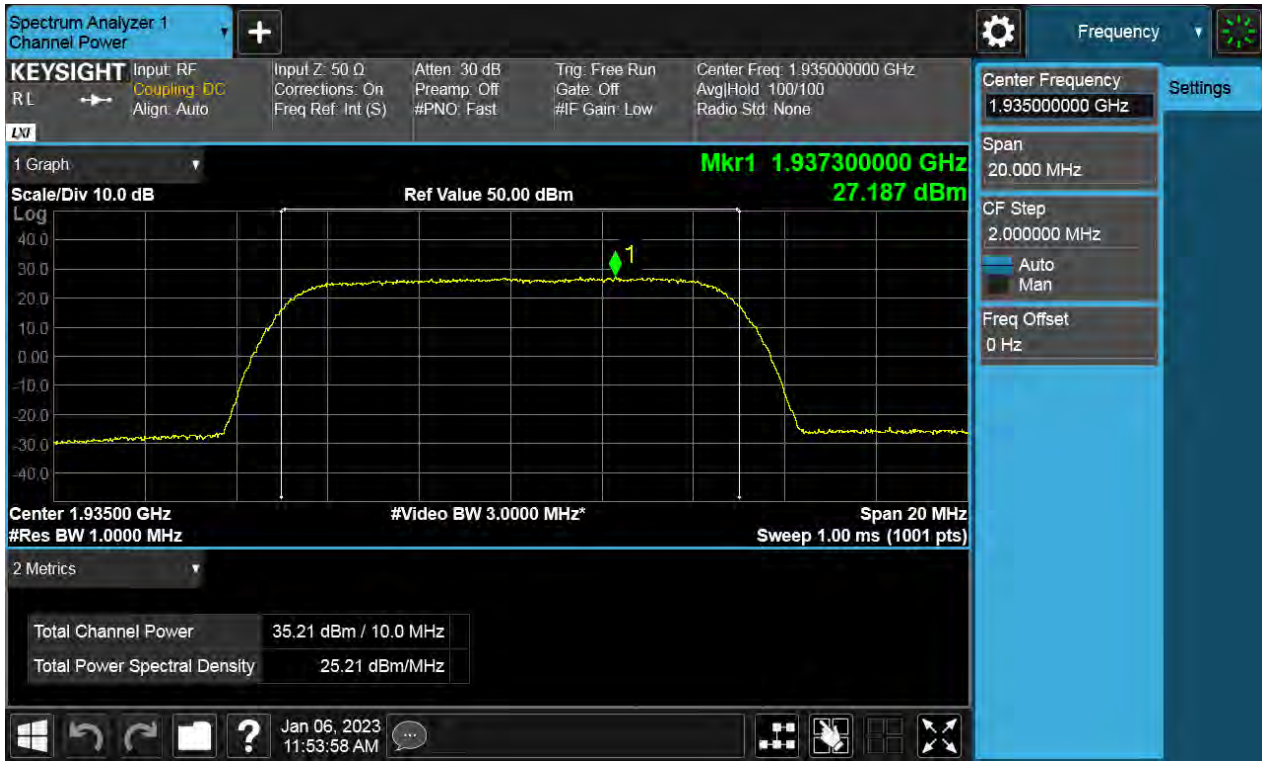 Spectrum Analyzer 1
Channel Power
+
Frequency
KEYSIGHT
RL
LXI
Input: RF
Coupling: DC
Align: Auto
Input Z: 50 Ω
Corrections: On
Freq Ref: Int (S)
Atten: 30 dB
Preamp: Off
#PNO: Fast
Trig: Free Run
Gate: Off
#IF Gain: Low
Center Freq: 1.935000000 GHz
Avg|Hold: 100/100
Radio Std: None
Center Frequency
1.935000000 GHz
Settings
Span
20.000 MHz
CF Step
2.000000 MHz
Auto
Man
Freq Offset
0 Hz
1 Graph
Mkr1 1.937300000 GHz
27.187 dBm
Scale/Div 10.0 dB
Ref Value 50.00 dBm
Log
40.0
30.0
20.0
10.0
0.00
-10.0
-20.0
-30.0
-40.0
1
Center 1.93500 GHz
#Video BW 3.0000 MHz*
Span 20 MHz
#Res BW 1.0000 MHz
Sweep 1.00 ms (1001 pts)
2 Metrics
Total Channel Power 35.21 dBm / 10.0 MHz
Total Power Spectral Density 25.21 dBm/MHz
?
Jan 06, 2023
11:53:58 AM